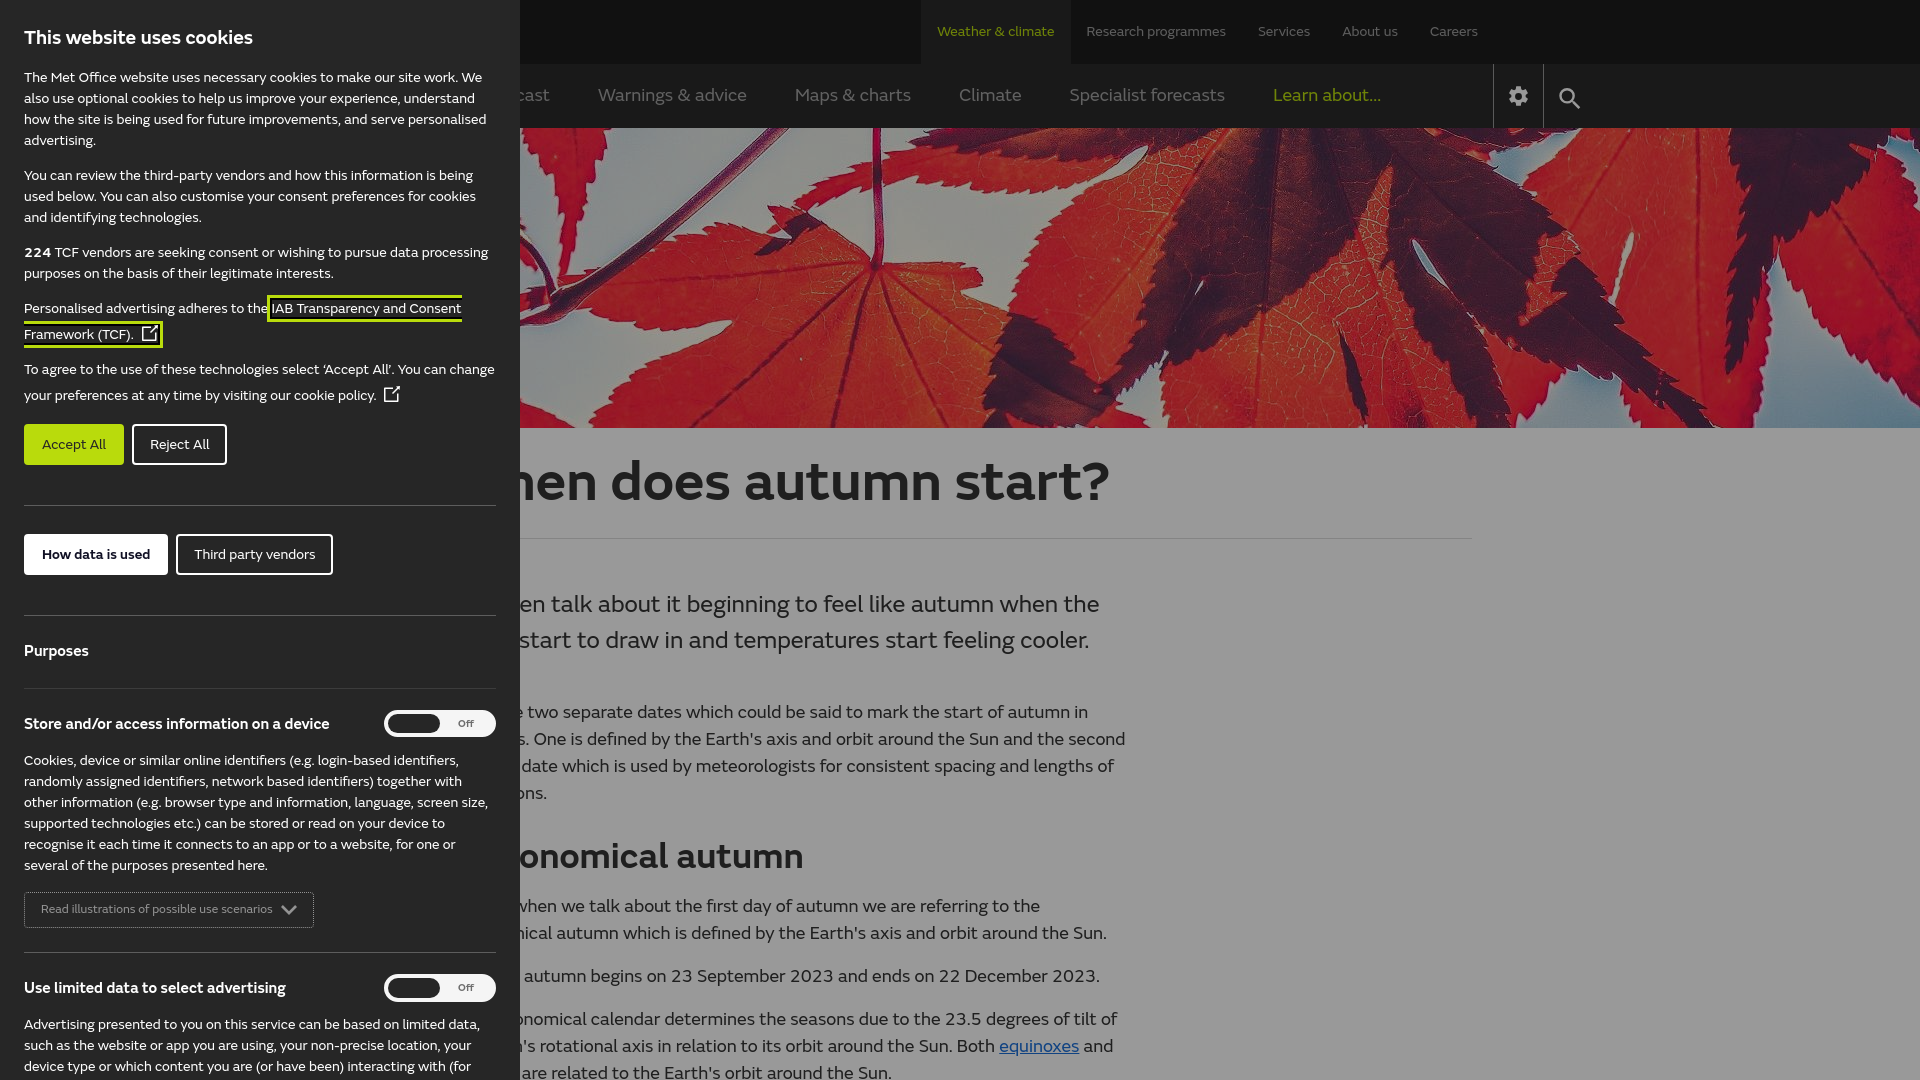 This website uses cookies
The Met Office website uses necessary cookies to make our site work. We
also use optional cookies to help us improve your experience, understand
how the site is being used for future improvements, and serve personalised
advertising.
You can review the third-party vendors and how this information is being
used below. You can also customise your consent preferences for cookies
and identifying technologies.
224 TCF vendors are seeking consent or wishing to pursue data processing
purposes on the basis of their legitimate interests.
Personalised advertising adheres to the IAB Transparency and Consent
Framework (TCF).
To agree to the use of these technologies select ‘Accept All’. You can change
your preferences at any time by visiting our cookie policy.
Accept All
Reject All
How data is used
Third party vendors
Purposes
Store and/or access information on a device
Off
Cookies, device or similar online identifiers (e.g. login-based identifiers,
randomly assigned identifiers, network based identifiers) together with
other information (e.g. browser type and information, language, screen size,
supported technologies etc.) can be stored or read on your device to
recognise it each time it connects to an app or to a website, for one or
several of the purposes presented here.
Read illustrations of possible use scenarios
Use limited data to select advertising
Off
Advertising presented to you on this service can be based on limited data,
such as the website or app you are using, your non-precise location, your
device type or which content you are (or have been) interacting with (for
Weather & climate
Research programmes
Services
About us
Careers
cast
Warnings & advice
Maps & charts
Climate
Specialist forecasts
Learn about...
hen does autumn start?
en talk about it beginning to feel like autumn when the
start to draw in and temperatures start feeling cooler.
e two separate dates which could be said to mark the start of autumn in
s. One is defined by the Earth's axis and orbit around the Sun and the second
date which is used by meteorologists for consistent spacing and lengths of
ons.
onomical autumn
when we talk about the first day of autumn we are referring to the
nical autumn which is defined by the Earth's axis and orbit around the Sun.
autumn begins on 23 September 2023 and ends on 22 December 2023.
onomical calendar determines the seasons due to the 23.5 degrees of tilt of
h's rotational axis in relation to its orbit around the Sun. Both equinoxes and
are related to the Earth's orbit around the Sun.